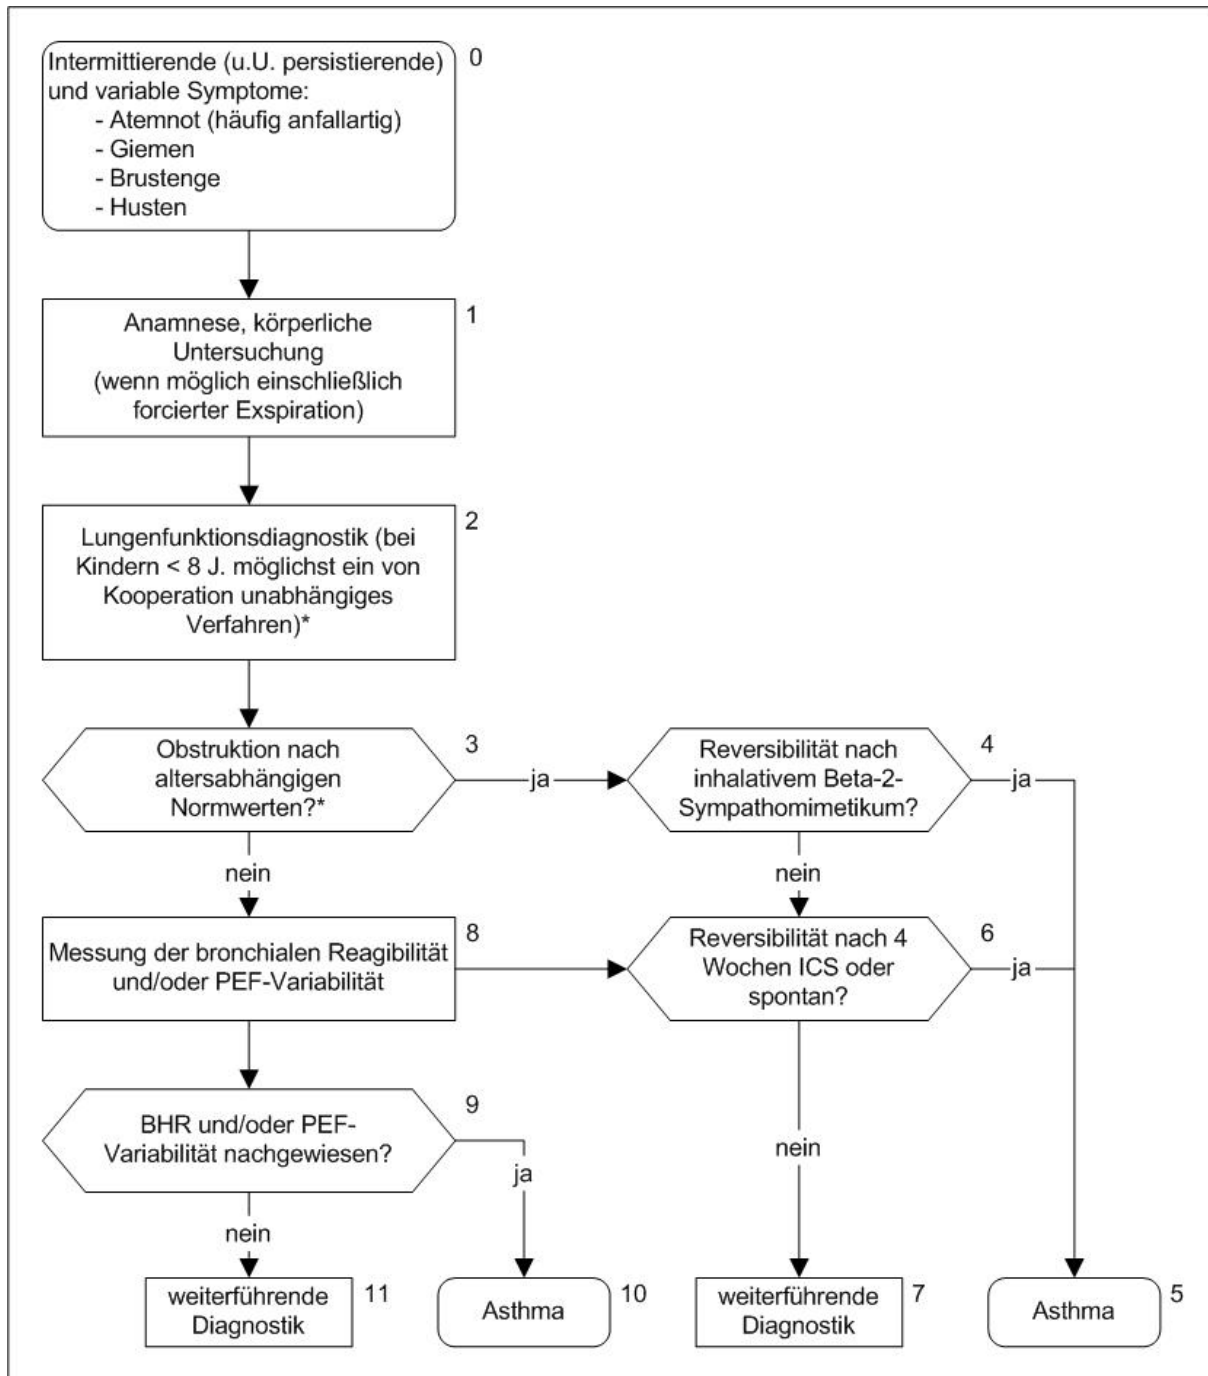 Intermittierende (u.U. persistierende)
und variable Symptome:
- Atemnot (häufig anfallartig)
- Giemen
- Brustenge
- Husten
0
Anamnese, körperliche
Untersuchung
(wenn möglich einschließlich
forcierter Exspiration)
1
Lungenfunktionsdiagnostik (bei
Kindern < 8 J. möglichst ein von
Kooperation unabhängiges
Verfahren)*
2
Obstruktion nach
altersabhängigen
Normwerten?*
3
ja
Reversibilität nach
inhalativem Beta-2-
Sympathomimetikum?
4
ja
nein
nein
Messung der bronchialen Reagibilität
und/oder PEF-Variabilität
8
Reversibilität nach 4
Wochen ICS oder
spontan?
6
ja
BHR und/oder PEF-
Variabilität nachgewiesen?
9
ja
nein
nein
weiterführende
Diagnostik
11
Asthma
10
weiterführende
Diagnostik
7
Asthma
5